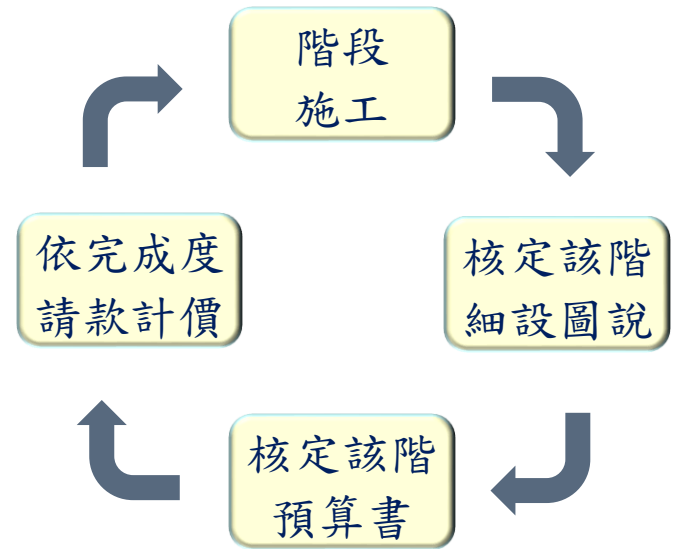 階段
施工
核定該階
細設圖說
核定該階
預算書
依完成度
請款計價